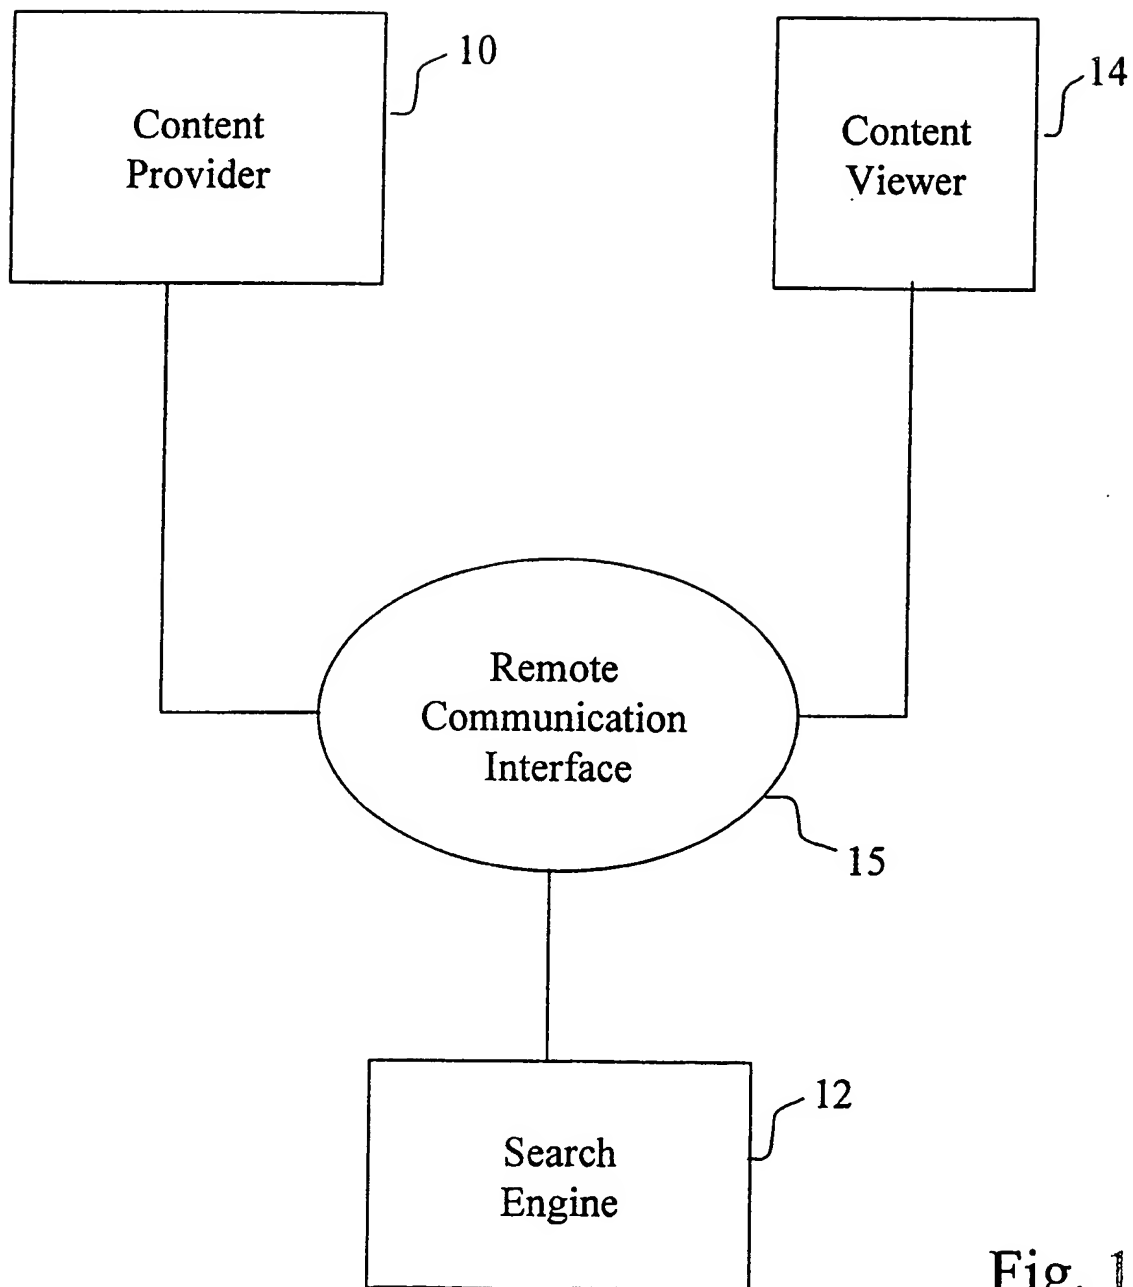 10
14
Content
Provider
Content
Viewer
Remote
Communication
Interface
15
12
Search
Engine
Fig. 1